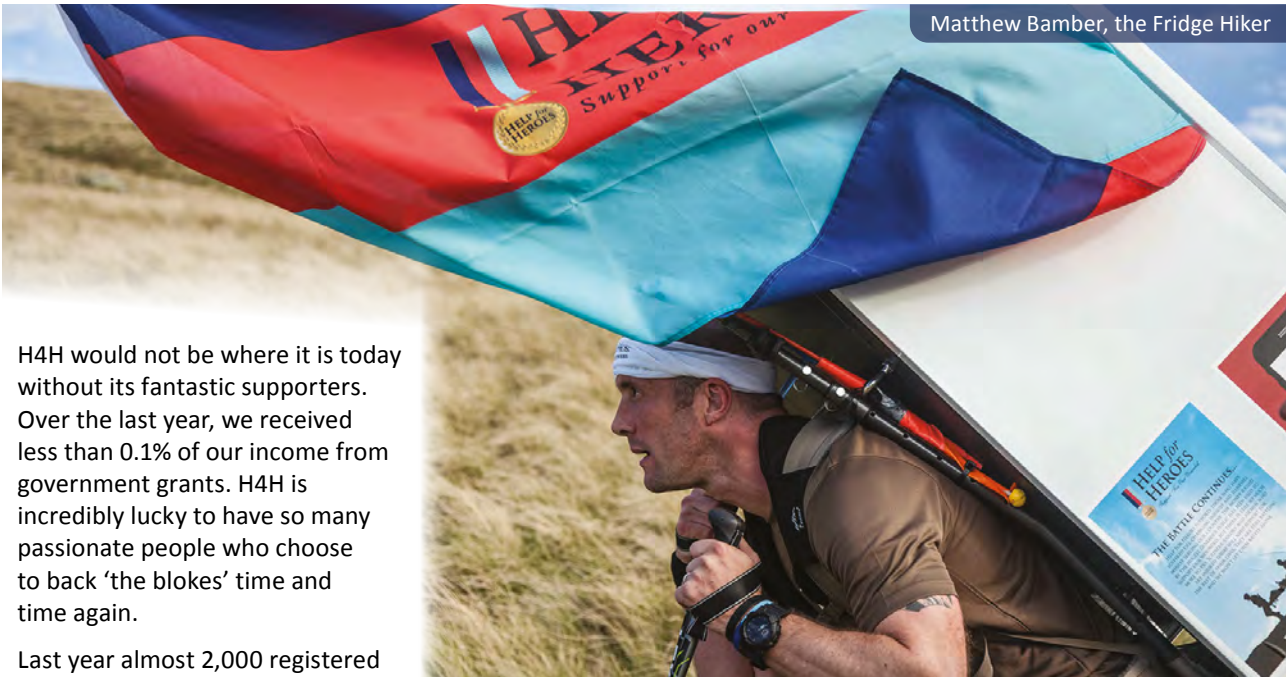 Matthew Bamber, the Fridge Hiker
Support for our
HELP for
HEROES
H4H would not be where it is today
without its fantastic supporters.
Over the last year, we received
less than 0.1% of our income from
government grants. H4H is
incredibly lucky to have so many
passionate people who choose
to back ‘the blokes’ time and
time again.
Last year almost 2,000 registered
HELP for
HEROES
THE BATTLE CONTINUES...